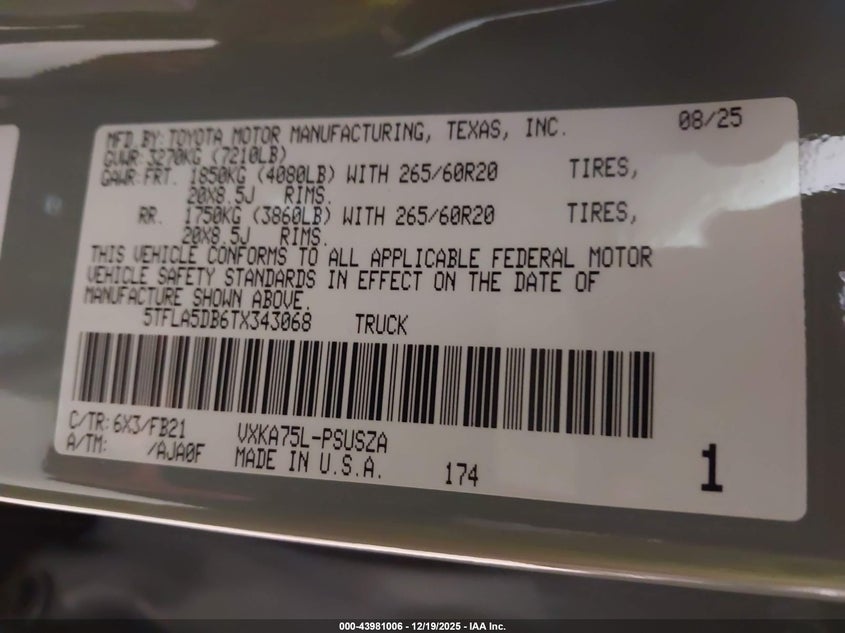 MFD.BY:TOYOTA MOTOR MANUFACTURING, TEXAS, INC. 08/25
GVWR:3270KG (7210LB)
GAWR:FRT. 1850KG (4080LB) WITH 265/60R20 TIRES,
20X8.5J RIMS.
RR. 1750KG (3860LB) WITH 265/60R20 TIRES,
20X8.5J RIMS.
THIS VEHICLE CONFORMS TO ALL APPLICABLE FEDERAL MOTOR
VEHICLE SAFETY STANDARDS IN EFFECT ON THE DATE OF
MANUFACTURE SHOWN ABOVE.
5TFLA5DB6TX343068 TRUCK
C/TR:6X3/FB21 VXKA75L-PSUSZA
A/TM: /AJA0F MADE IN U.S.A. 174 1
000-43981006 - 12/19/2025 - IAA Inc.